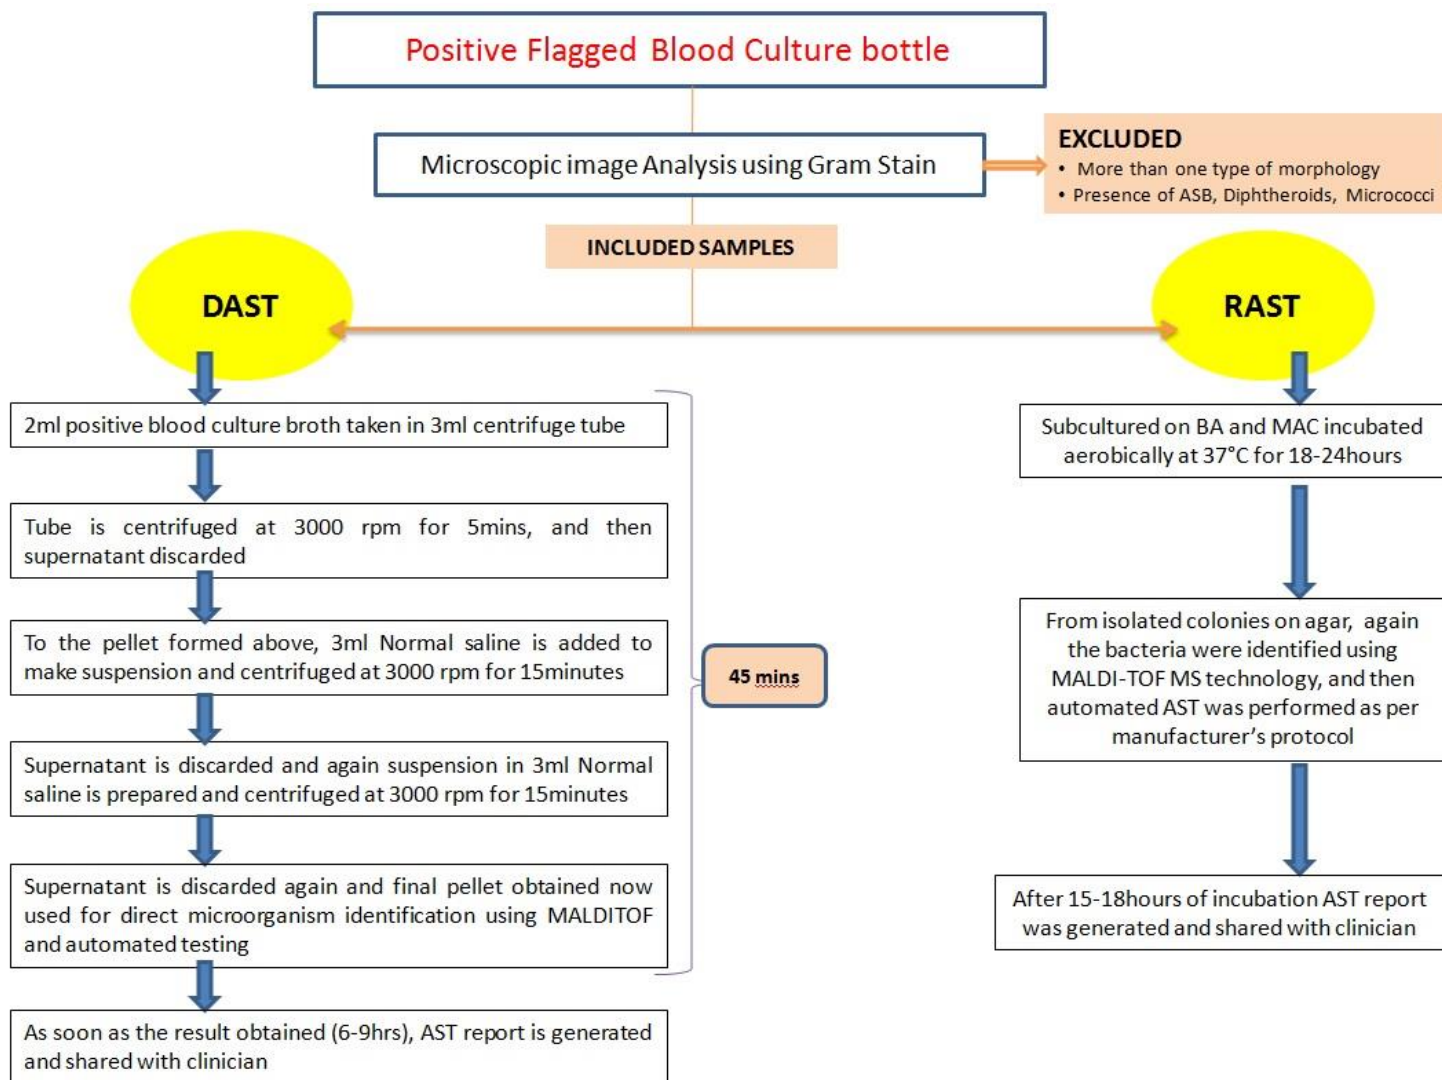 Positive Flagged Blood Culture bottle
Microscopic image Analysis using Gram Stain
EXCLUDED
• More than one type of morphology
• Presence of ASB, Diphtheroids, Micrococci
INCLUDED SAMPLES
DAST
RAST
2ml positive blood culture broth taken in 3ml centrifuge tube
Tube is centrifuged at 3000 rpm for 5mins, and then
supernatant discarded
To the pellet formed above, 3ml Normal saline is added to
make suspension and centrifuged at 3000 rpm for 15minutes
Supernatant is discarded and again suspension in 3ml Normal
saline is prepared and centrifuged at 3000 rpm for 15minutes
Supernatant is discarded again and final pellet obtained now
used for direct microorganism identification using MALDITOF
and automated testing
As soon as the result obtained (6-9hrs), AST report is generated
and shared with clinician
45 mins
Subcultured on BA and MAC incubated
aerobically at 37°C for 18-24hours
From isolated colonies on agar, again
the bacteria were identified using
MALDI-TOF MS technology, and then
automated AST was performed as per
manufacturer's protocol
After 15-18hours of incubation AST report
was generated and shared with clinician